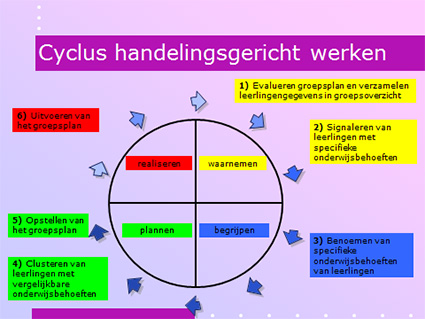 Cyclus handelingsgericht werken
1) Evalueren groepsplan en verzamelen
leerlingengegevens in groepsoverzicht
2) Signaleren van
leerlingen met
specifieke
onderwijsbehoeften
3) Benoemen van
specifieke
onderwijsbehoeften
van leerlingen
4) Clusteren van
leerlingen met
vergelijkbare
onderwijsbehoeften
5) Opstellen van
het groepsplan
6) Uitvoeren van
het groepsplan
realiseren
waarnemen
plannen
begrijpen